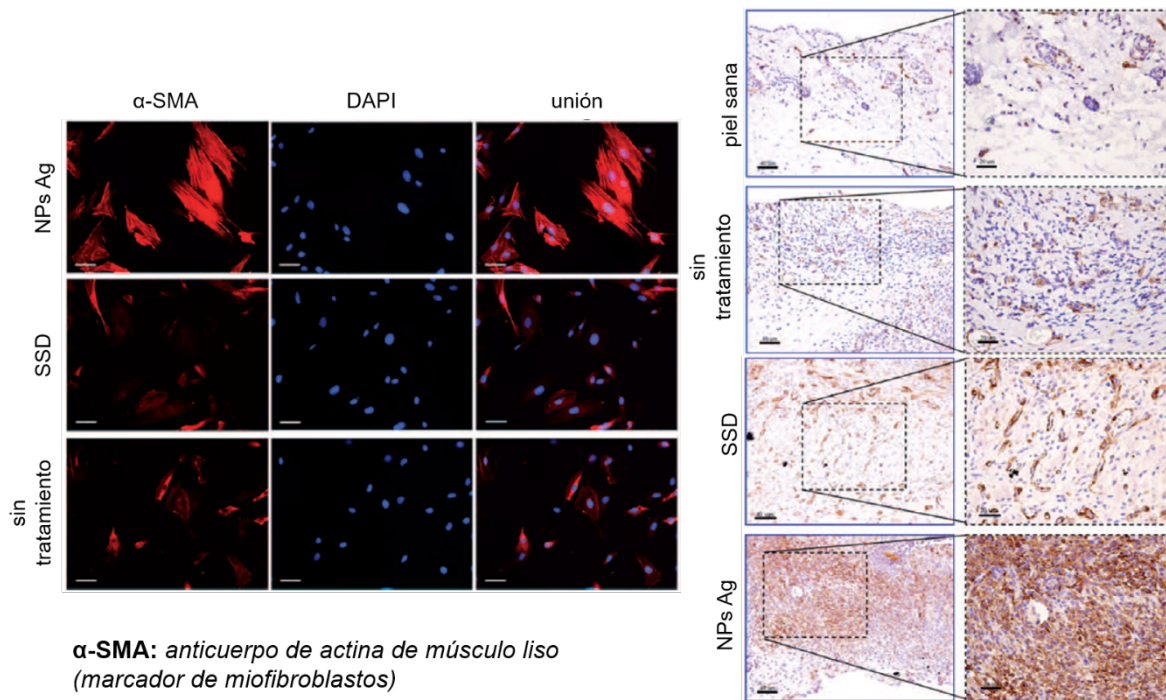 α-SMA
DAPI
unión
NPs Ag
SSD
sin
tratamiento
α-SMA: anticuerpo de actina de músculo liso
(marcador de miofibroblastos)
piel sana
sin
tratamiento
SSD
NPs Ag